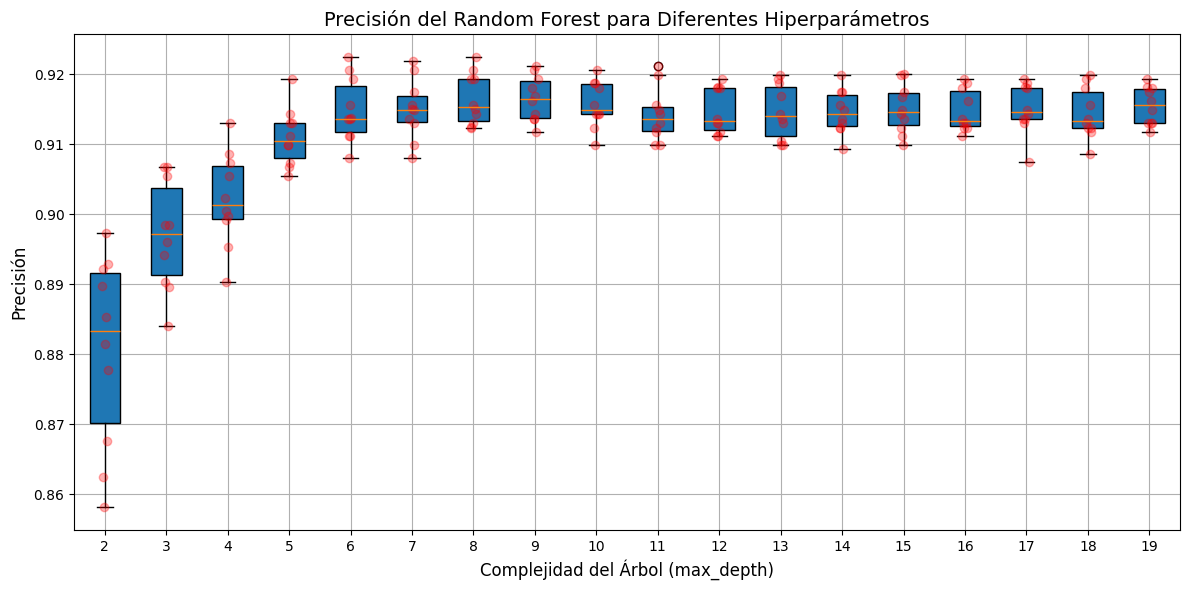 Precisión del Random Forest para Diferentes Hiperparámetros
Precisión
0.92
0.91
0.90
0.89
0.88
0.87
0.86
2 3 4 5 6 7 8 9 10 11 12 13 14 15 16 17 18 19
Complejidad del Árbol (max_depth)